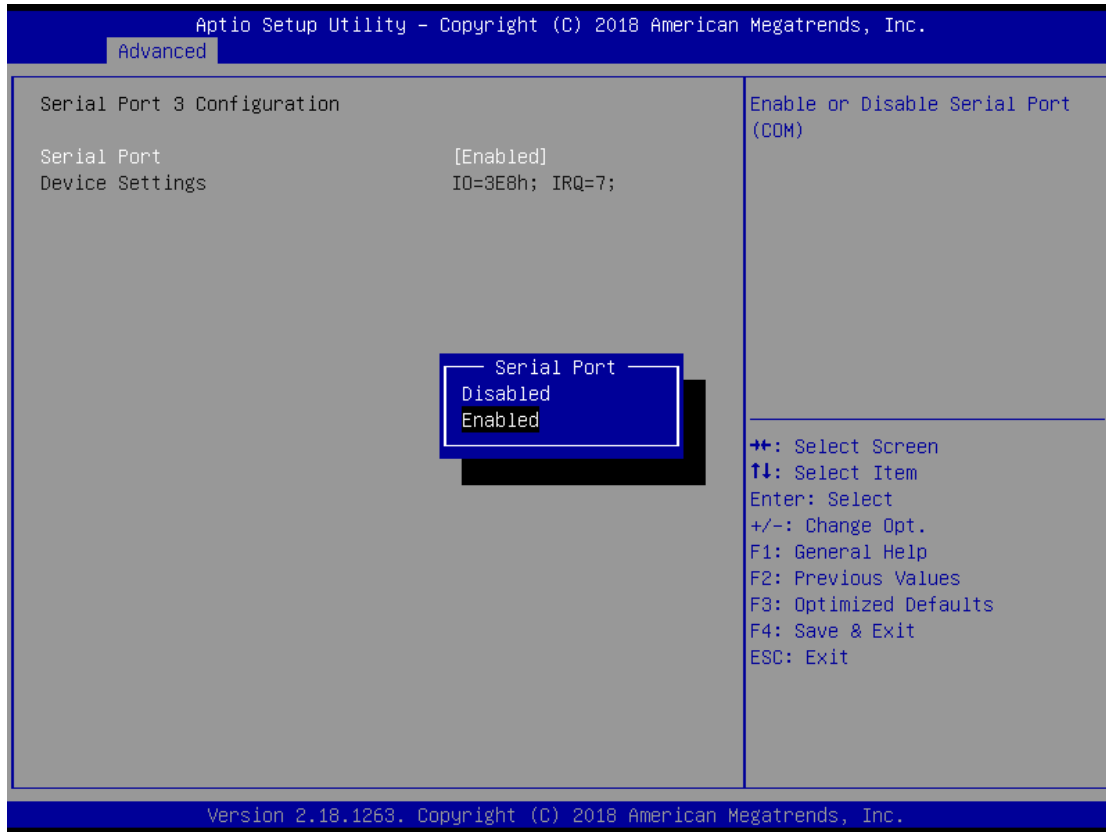 Aptio Setup Utility – Copyright (C) 2018 American Megatrends, Inc.
Advanced
Serial Port 3 Configuration
Serial Port [Enabled]
Device Settings IO=3E8h; IRQ=7;
Serial Port
Disabled
Enabled
Enable or Disable Serial Port
(COM)
→←: Select Screen
↑↓: Select Item
Enter: Select
+/-: Change Opt.
F1: General Help
F2: Previous Values
F3: Optimized Defaults
F4: Save & Exit
ESC: Exit
Version 2.18.1263. Copyright (C) 2018 American Megatrends, Inc.